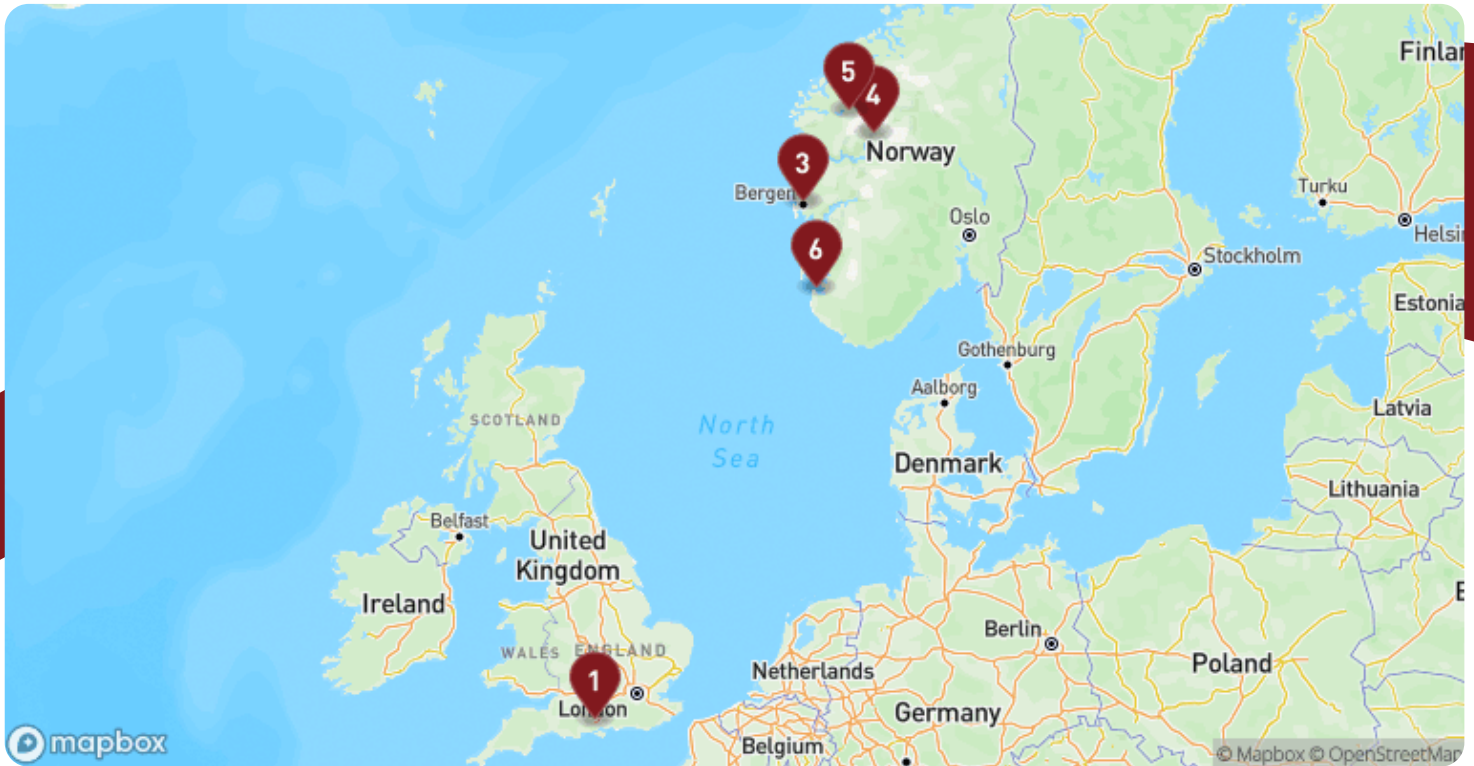 Finlan
5
4
Norway
3
Bergen
Turku
Oslo
Helsin
6
Stockholm
Estonia
Gothenburg
Aalborg
SCOTLAND
Latvia
North
Sea
Denmark
Lithuania
Belfast
United
Kingdom
Ireland
Berlin
WALES
ENGLAND
Poland
Netherlands
1
London
Germany
mapbox
Belgium
© Mapbox © OpenStreetMap